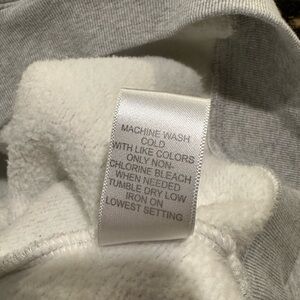 MACHINE WASH
COLD
WITH LIKE COLORS
ONLY NON-
CHLORINE BLEACH
WHEN NEEDED
TUMBLE DRY LOW
IRON ON
LOWEST SETTING